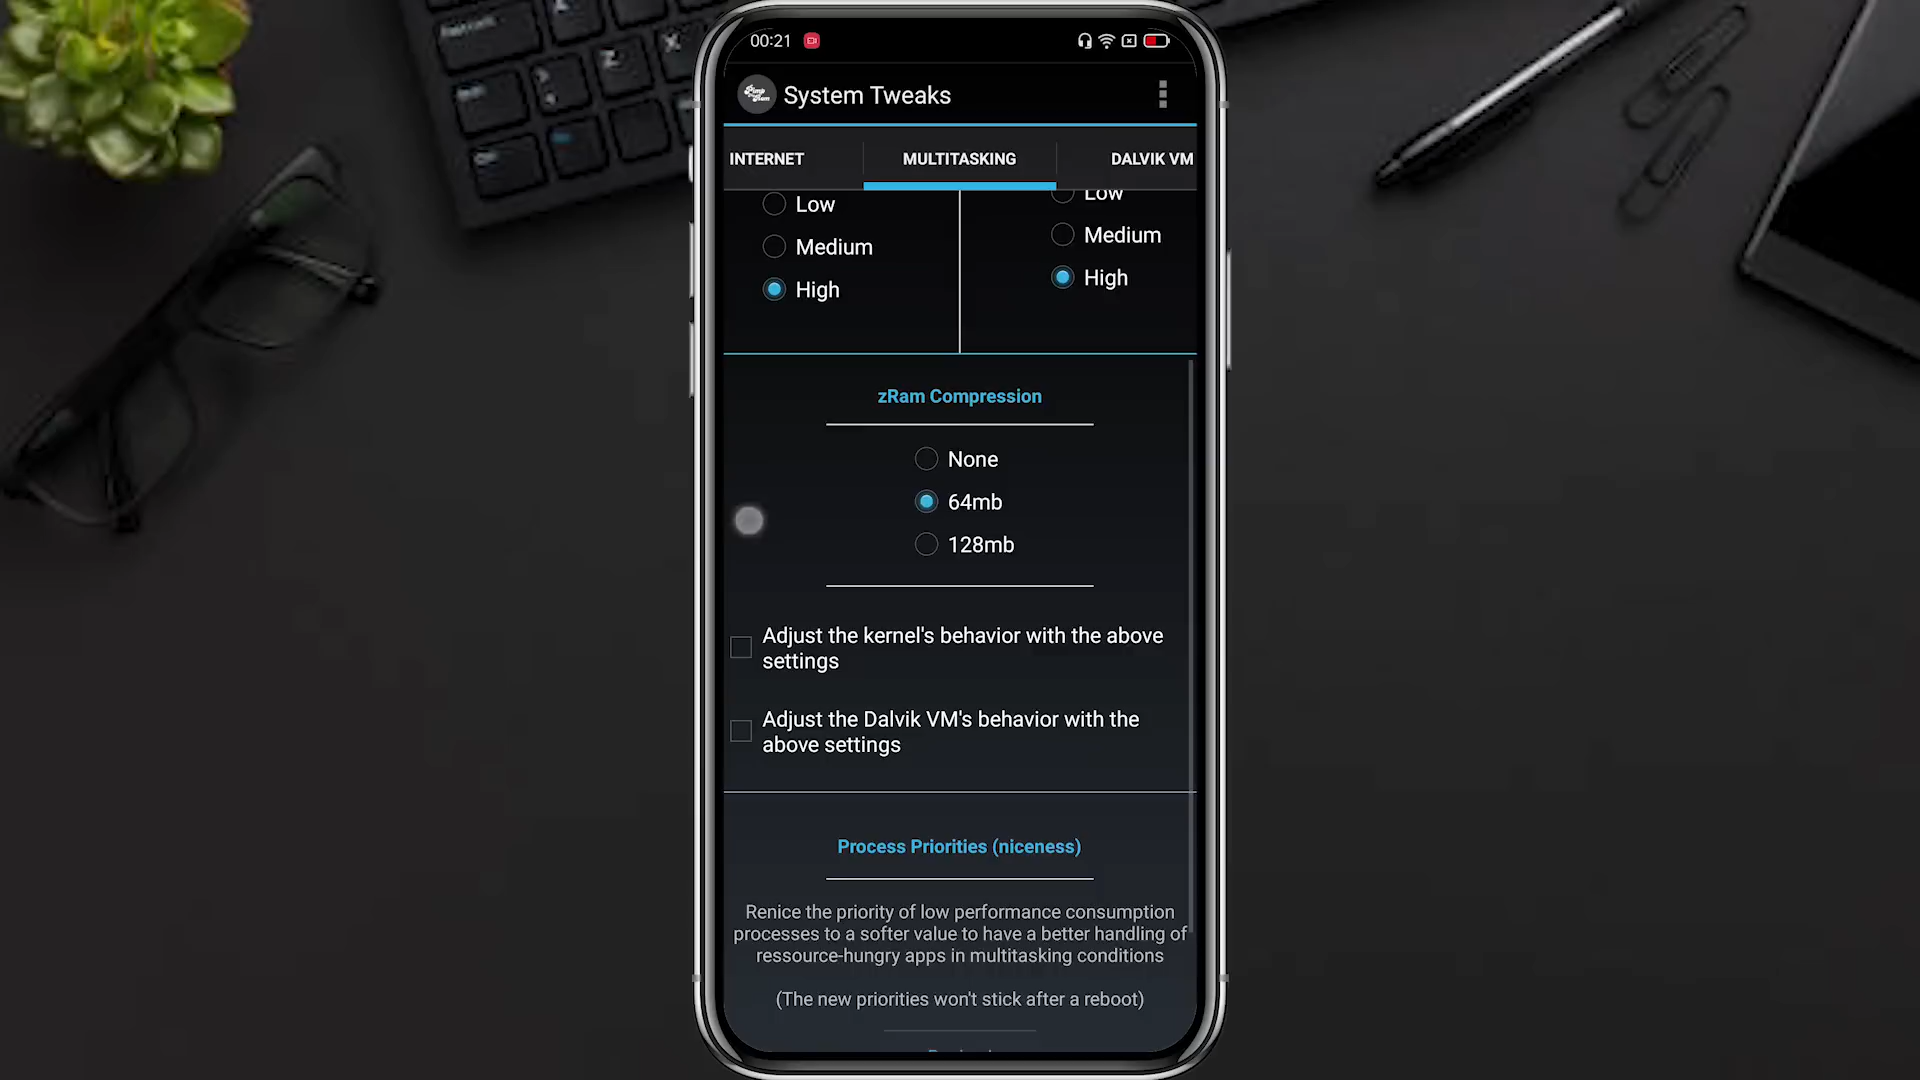 00:21
System Tweaks
INTERNET
MULTITASKING
DALVIK VM
Low
Medium
High
Low
Medium
High
zRam Compression
None
64mb
128mb
Adjust the kernel's behavior with the above
settings
Adjust the Dalvik VM's behavior with the
above settings
Process Priorities (niceness)
Renice the priority of low performance consumption
processes to a softer value to have a better handling of
ressource-hungry apps in multitasking conditions
(The new priorities won't stick after a reboot)